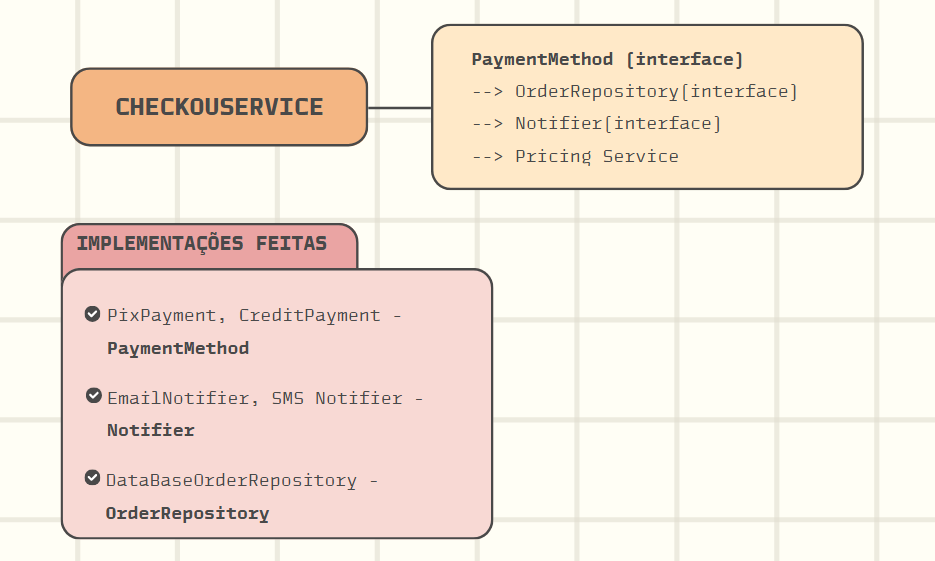 CHECKOUSERVICE
PaymentMethod (interface)
--> OrderRepository(interface)
--> Notifier(interface)
--> Pricing Service
IMPLEMENTAÇÕES FEITAS
PixPayment, CreditPayment -
PaymentMethod
EmailNotifier, SMS Notifier -
Notifier
DataBaseOrderRepository -
OrderRepository